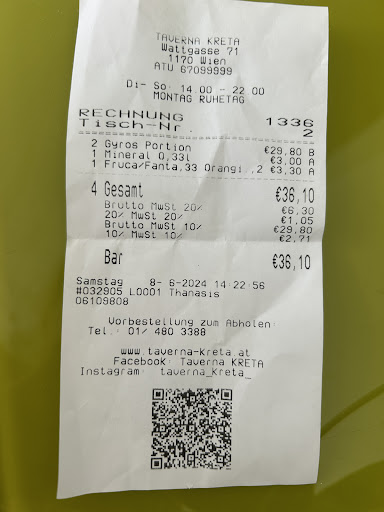 TAVERNA KRETA
Wattgasse 71
1170 Wien
ATU 67099999
Di- So: 14:00 - 22:00
MONTAG RUHETAG
RECHNUNG 1336
Tisch-Nr. 2
2 Gyros Portion €29,80 B
1 Mineral 0,33l €3,00 A
1 Fruca/Fanta,33 Orangi.,2 €3,30 A
4 Gesamt €36,10
Brutto MwSt 20% €6,30
20% MwSt 20% €1,05
Brutto MwSt 10% €29,80
10% MwSt 10% €2,71
Bar €36,10
Samstag 8- 6-2024 14:22:56
#032905 L0001 Thanasis
06109808
Vorbestellung zum Abholen:
Tel.: 01/ 480 3388
www.taverna-kreta.at
Facebook: Taverna KRETA
Instagram: taverna_Kreta_